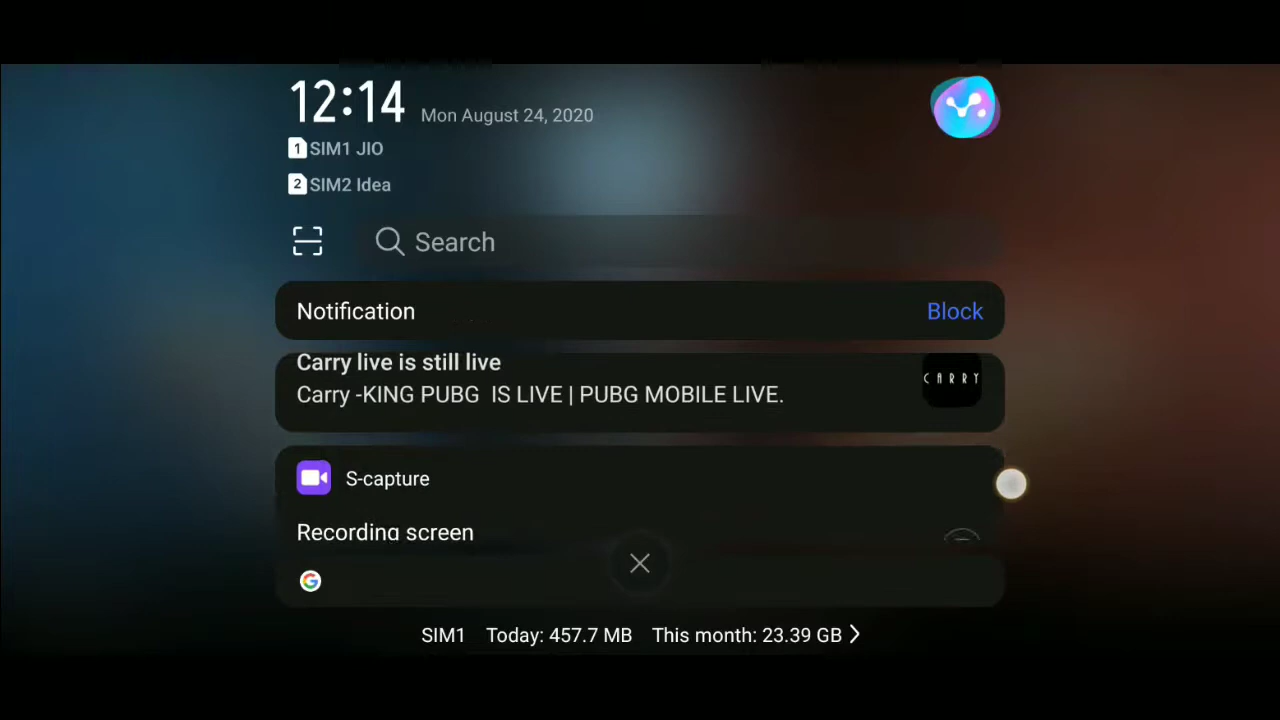 12:14 Mon August 24, 2020
1 SIM1 JIO
2 SIM2 Idea
Search
Notification Block
Carry live is still live
CARRY
Carry -KING PUBG IS LIVE | PUBG MOBILE LIVE.
S-capture
Recording screen
G
SIM1 Today: 457.7 MB This month: 23.39 GB